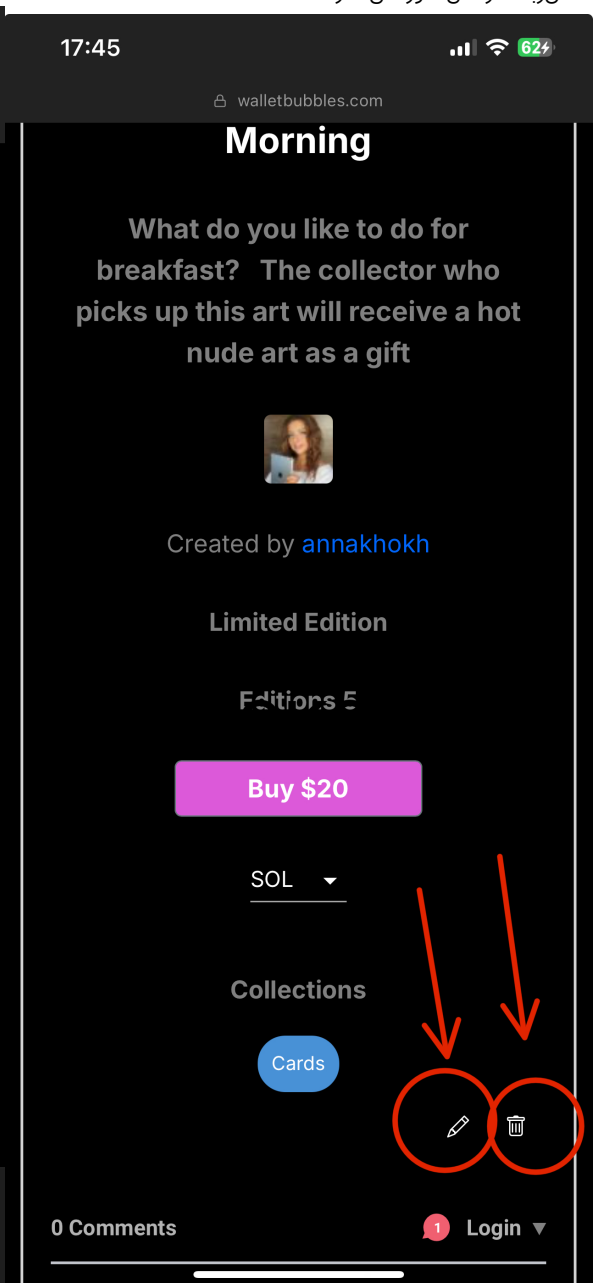 17:45
62
walletbubbles.com
Morning
What do you like to do for
breakfast? The collector who
picks up this art will receive a hot
nude art as a gift
Created by annakhokh
Limited Edition
Editions 5
Buy $20
SOL
Collections
Cards
0 Comments
1 Login